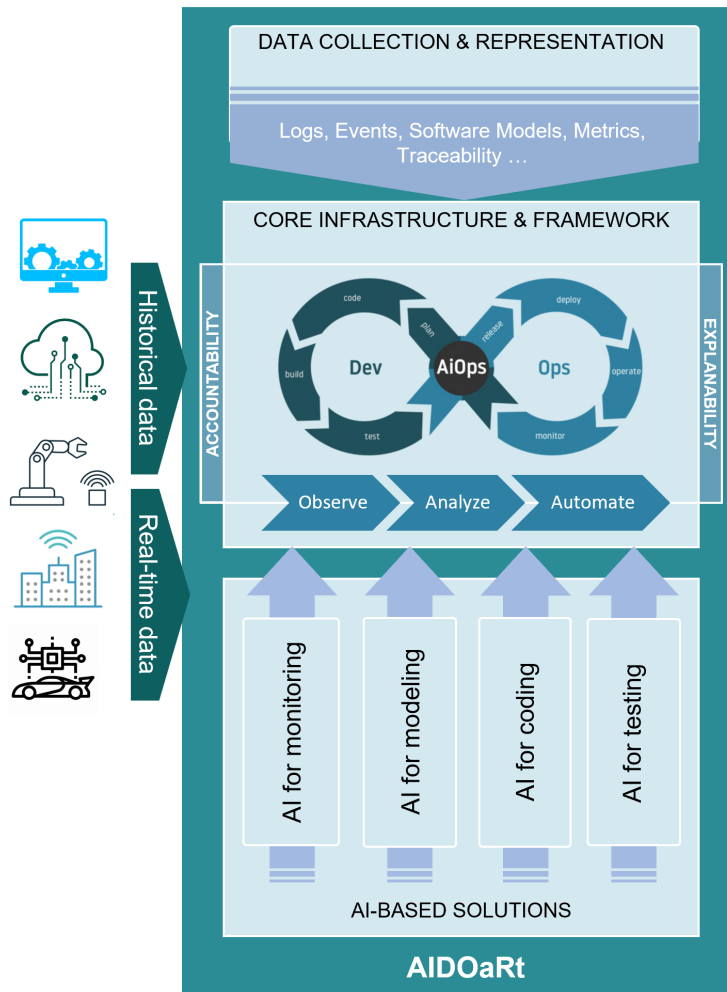 DATA COLLECTION & REPRESENTATION
Logs, Events, Software Models, Metrics,
Traceability ...
CORE INFRASTRUCTURE & FRAMEWORK
Historical data
Real-time data
ACCOUNTABILITY
EXPLANABILITY
code
plan
build
test
Dev
AiOps
Ops
release
deploy
operate
monitor
Observe
Analyze
Automate
AI for monitoring
AI for modeling
AI for coding
AI for testing
AI-BASED SOLUTIONS
AIDOaRt